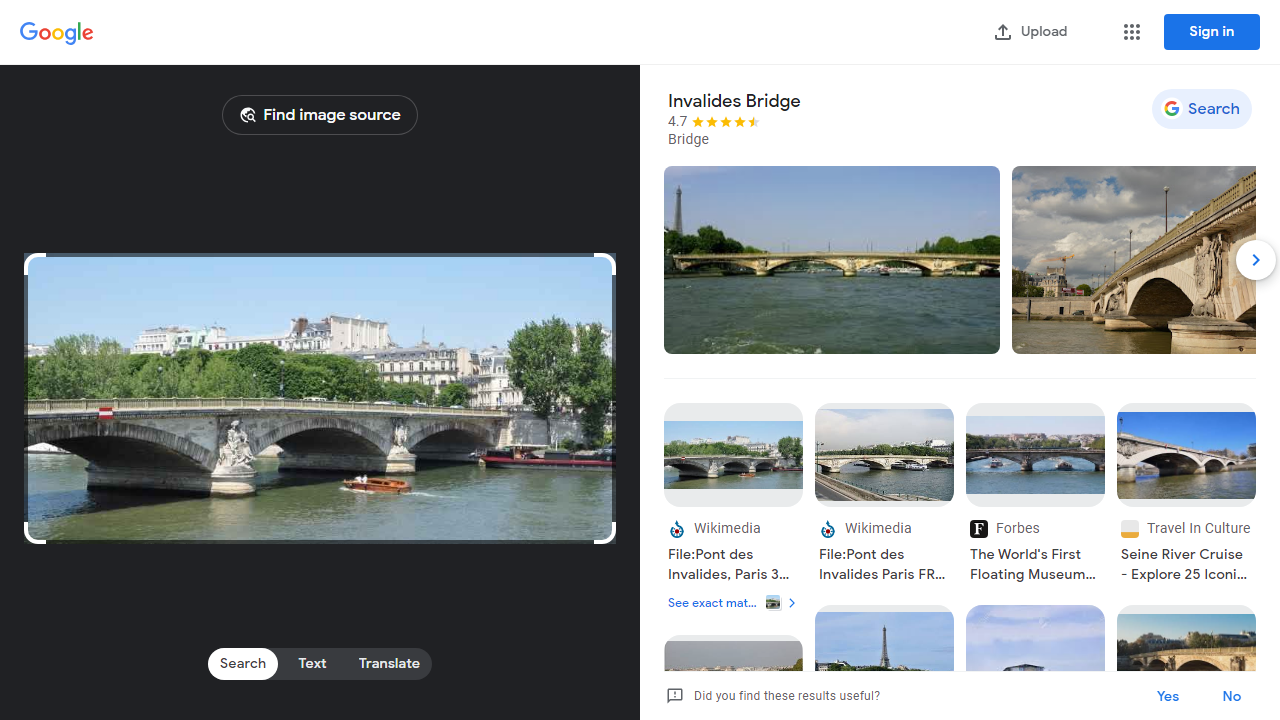 Google
Upload
Sign in
Find image source
Invalides Bridge
4.7
Bridge
Search
Wikimedia
File:Pont des
Invalides, Paris 3...
See exact mat...
Wikimedia
File:Pont des
Invalides Paris FR...
Forbes
The World's First
Floating Museum...
Travel In Culture
Seine River Cruise
- Explore 25 Iconi...
Search
Text
Translate
Did you find these results useful?
Yes
No